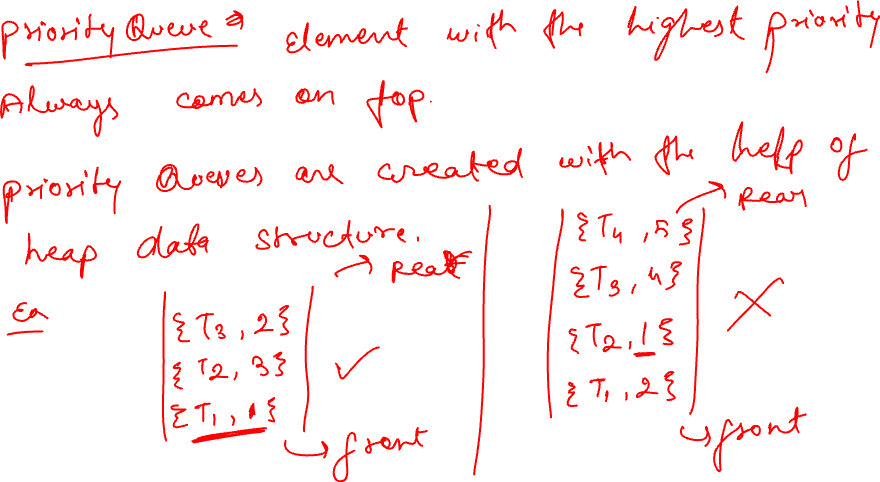 Priority Queue → element with the highest priority
Always comes on top.
priority Queues are created with the help of
heap data structure.
Ex
→ Rear
{T3, 2}
{T2, 3}
{T1, 1}
→ front
→ Rear
{T4, 5}
{T3, 4}
{T2, 1}
{T1, 2}
→ front